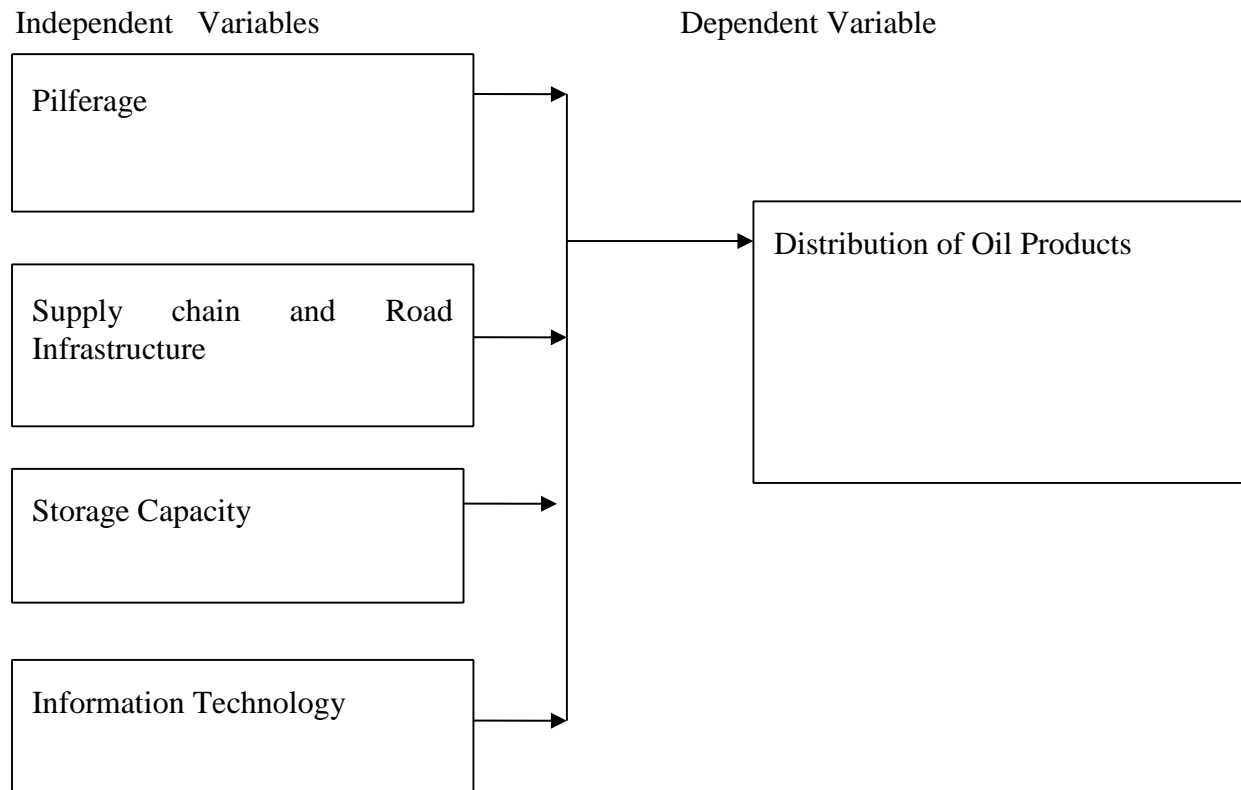 Independent Variables
Dependent Variable
Pilferage
Supply chain and Road
Infrastructure
Storage Capacity
Information Technology
Distribution of Oil Products